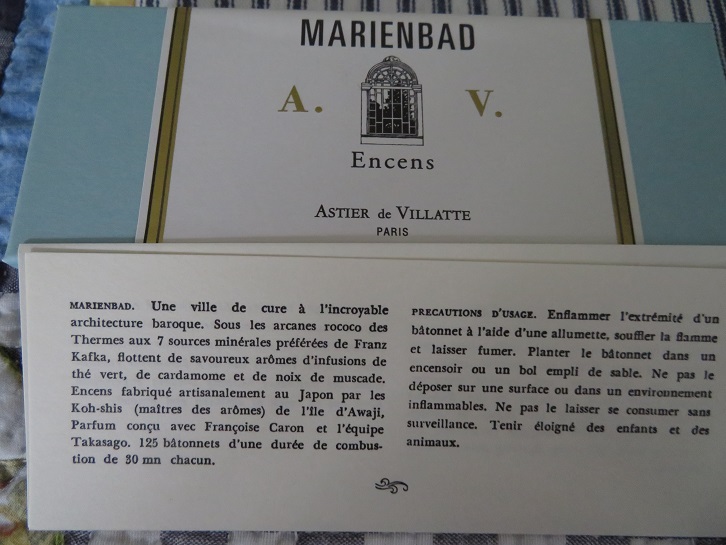 MARIENBAD
A. V.
Encens
ASTIER de VILLATTE
PARIS
MARIENBAD. Une ville de cure à l'incroyable
architecture baroque. Sous les arcanes rococo des
Thermes aux 7 sources minérales préférées de Franz
Kafka, flottent de savoureux arômes d'infusions de
thé vert, de cardamome et de noix de muscade.
Encens fabriqué artisanalement au Japon par les
Koh-shis (maîtres des arômes) de l'île d'Awaji,
Parfum conçu avec Françoise Caron et l'équipe
Takasago. 125 bâtonnets d'une durée de combus-
tion de 30 mn chacun.
PRECAUTIONS D'USAGE. Enflammer l'extrémité d'un
bâtonnet à l'aide d'une allumette, souffler la flamme
et laisser fumer. Planter le bâtonnet dans un
encensoir ou un bol empli de sable. Ne pas le
déposer sur une surface ou dans un environnement
inflammables. Ne pas le laisser se consumer sans
surveillance. Tenir éloigné des enfants et des
animaux.